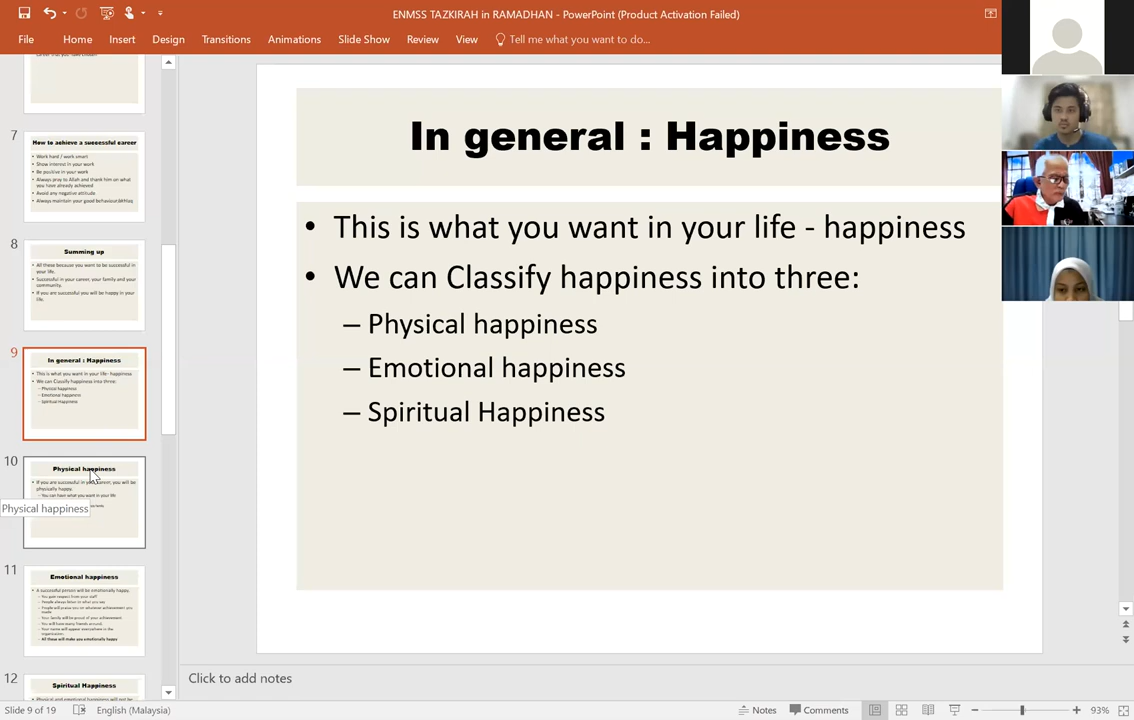 ENMSS TAZKIRAH in RAMADHAN - PowerPoint (Product Activation Failed)
File Home Insert Design Transitions Animations Slide Show Review View Tell me what you want to do...
7
How to achieve a successful career
• Work hard / work smart
• Show interest in your work
• Be positive in your work
• Always pray to Allah and thank him on what
you have already achieved
• Avoid any negative attitude.
• Always maintain your good behaviour/akhlaq
8
Summing up
• All these because you want to be successful in
your life.
• Successful in your career, your family and your
community.
• If you are successful you will be happy in your
life.
9
In general : Happiness
• This is what you want in your life - happiness
• We can Classify happiness into three:
– Physical happiness
– Emotional happiness
– Spiritual Happiness
10
Physical happiness
• If you are successful in your career, you will be
physically happy.
– You can have what you want in your life
Physical happiness
11
Emotional happiness
• A successful person will be emotionally happy.
– You gain respect from your staff
– People always listen to what you say
– People will praise you on whatever achievement you
made.
– Your family will be proud of your achievement.
– You will have many friends around.
– Your name will appear everywhere in the
organisation.
– All these will make you emotionally happy
12
Spiritual Happiness
In general : Happiness
• This is what you want in your life - happiness
• We can Classify happiness into three:
– Physical happiness
– Emotional happiness
– Spiritual Happiness
Click to add notes
Slide 9 of 19 English (Malaysia) Notes Comments 93%